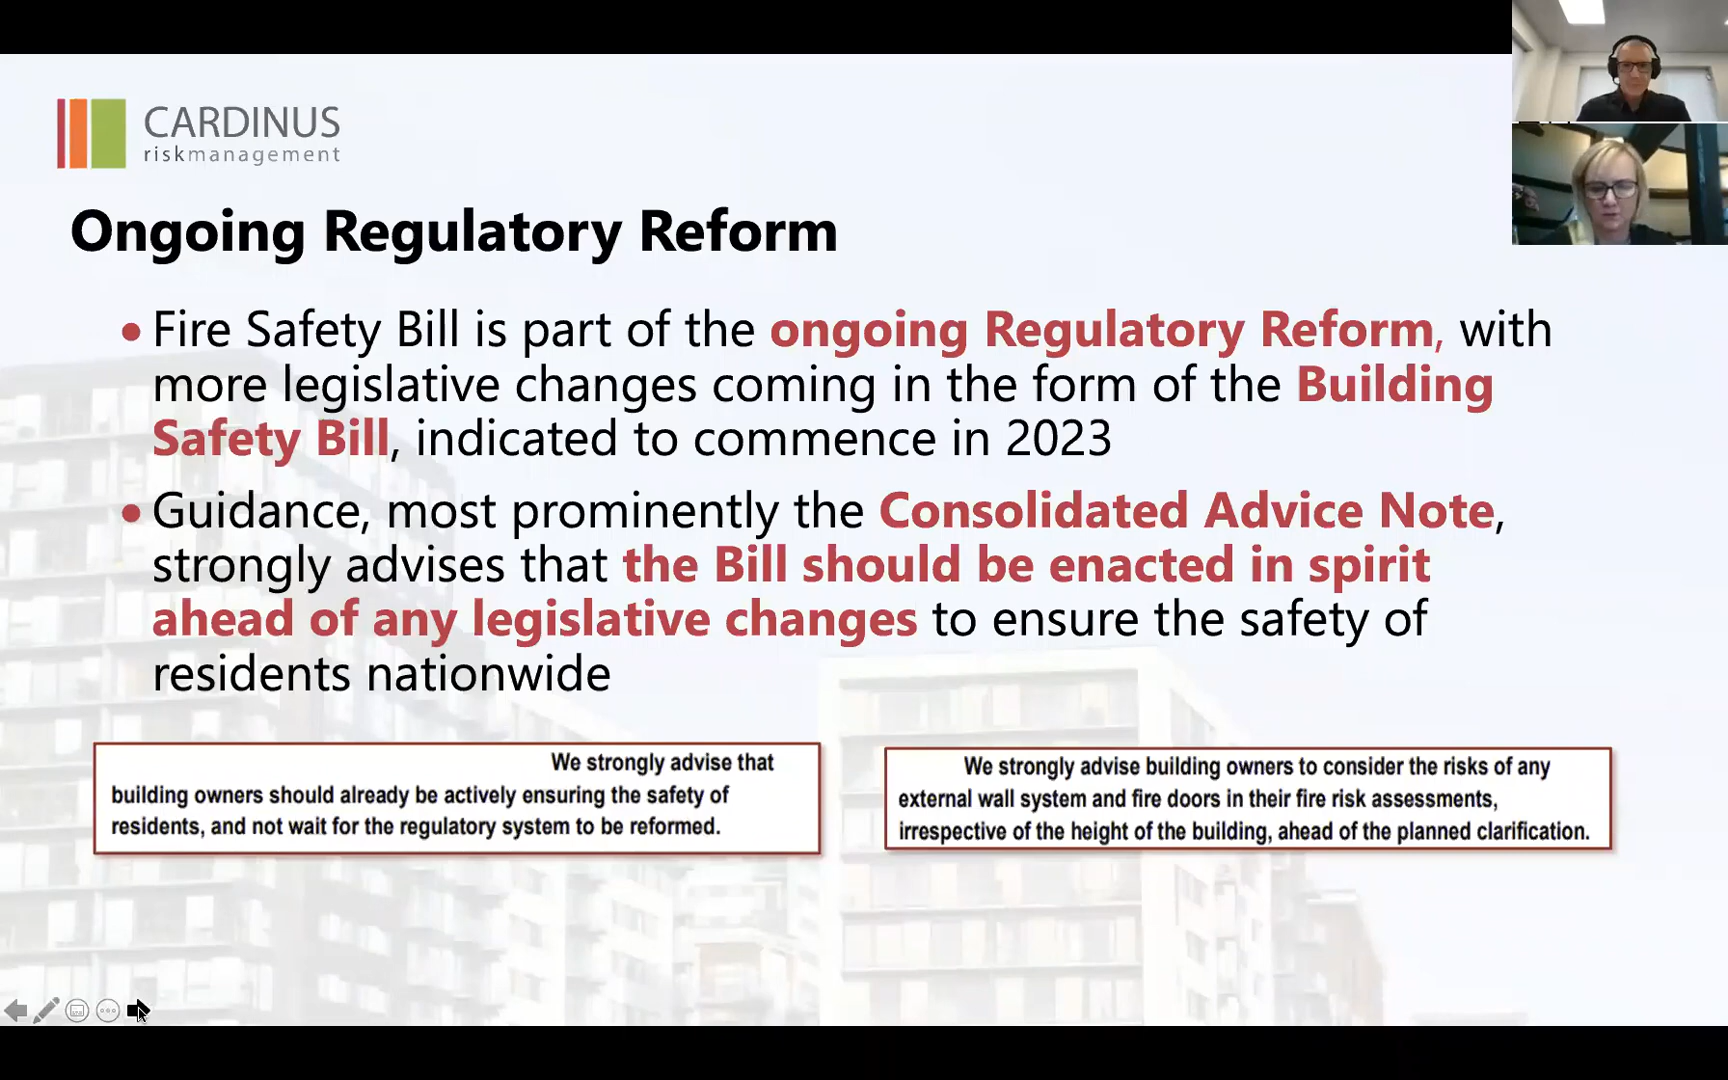 CARDINUS
riskmanagement
Ongoing Regulatory Reform
• Fire Safety Bill is part of the ongoing Regulatory Reform, with
more legislative changes coming in the form of the Building
Safety Bill, indicated to commence in 2023
• Guidance, most prominently the Consolidated Advice Note,
strongly advises that the Bill should be enacted in spirit
ahead of any legislative changes to ensure the safety of
residents nationwide
We strongly advise that
building owners should already be actively ensuring the safety of
residents, and not wait for the regulatory system to be reformed.
We strongly advise building owners to consider the risks of any
external wall system and fire doors in their fire risk assessments,
irrespective of the height of the building, ahead of the planned clarification.